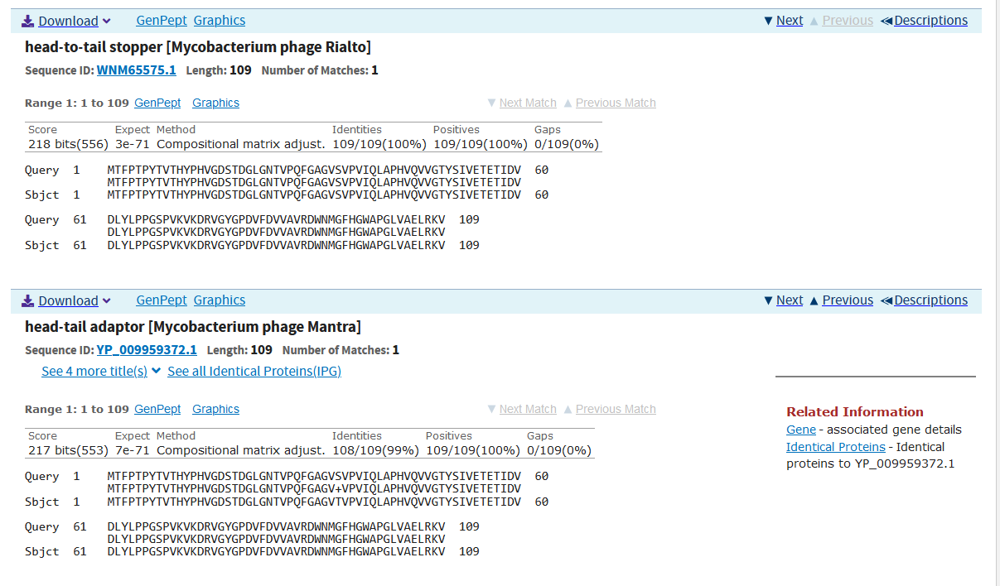 Download GenPept Graphics Next Previous Descriptions
head-to-tail stopper [Mycobacterium phage Rialto]
Sequence ID: WNM65575.1 Length: 109 Number of Matches: 1
Range 1: 1 to 109 GenPept Graphics Next Match Previous Match
Score Expect Method Identities Positives Gaps
218 bits(556) 3e-71 Compositional matrix adjust. 109/109(100%) 109/109(100%) 0/109(0%)
Query 1 MTFPTPYTVTHYPHVGDSTDGLGNTVPQFGAGVSVPVIQLAPHVQVVGTYSIVETETIDV 60
MTFPTPYTVTHYPHVGDSTDGLGNTVPQFGAGVSVPVIQLAPHVQVVGTYSIVETETIDV
Sbjct 1 MTFPTPYTVTHYPHVGDSTDGLGNTVPQFGAGVSVPVIQLAPHVQVVGTYSIVETETIDV 60
Query 61 DLYLPPGSPVKVKDRVGYGPDVFDVVAVRDWNMGFHGWAPGLVAELRKV 109
DLYLPPGSPVKVKDRVGYGPDVFDVVAVRDWNMGFHGWAPGLVAELRKV
Sbjct 61 DLYLPPGSPVKVKDRVGYGPDVFDVVAVRDWNMGFHGWAPGLVAELRKV 109
Download GenPept Graphics Next Previous Descriptions
head-tail adaptor [Mycobacterium phage Mantra]
Sequence ID: YP_009959372.1 Length: 109 Number of Matches: 1
See 4 more title(s) See all Identical Proteins(IPG)
Range 1: 1 to 109 GenPept Graphics Next Match Previous Match
Score Expect Method Identities Positives Gaps
217 bits(553) 7e-71 Compositional matrix adjust. 108/109(99%) 109/109(100%) 0/109(0%)
Query 1 MTFPTPYTVTHYPHVGDSTDGLGNTVPQFGAGVSVPVIQLAPHVQVVGTYSIVETETIDV 60
MTFPTPYTVTHYPHVGDSTDGLGNTVPQFGAGV+VPVIQLAPHVQVVGTYSIVETETIDV
Sbjct 1 MTFPTPYTVTHYPHVGDSTDGLGNTVPQFGAGVTVPVIQLAPHVQVVGTYSIVETETIDV 60
Query 61 DLYLPPGSPVKVKDRVGYGPDVFDVVAVRDWNMGFHGWAPGLVAELRKV 109
DLYLPPGSPVKVKDRVGYGPDVFDVVAVRDWNMGFHGWAPGLVAELRKV
Sbjct 61 DLYLPPGSPVKVKDRVGYGPDVFDVVAVRDWNMGFHGWAPGLVAELRKV 109
Related Information
Gene - associated gene details
Identical Proteins - Identical
proteins to YP_009959372.1